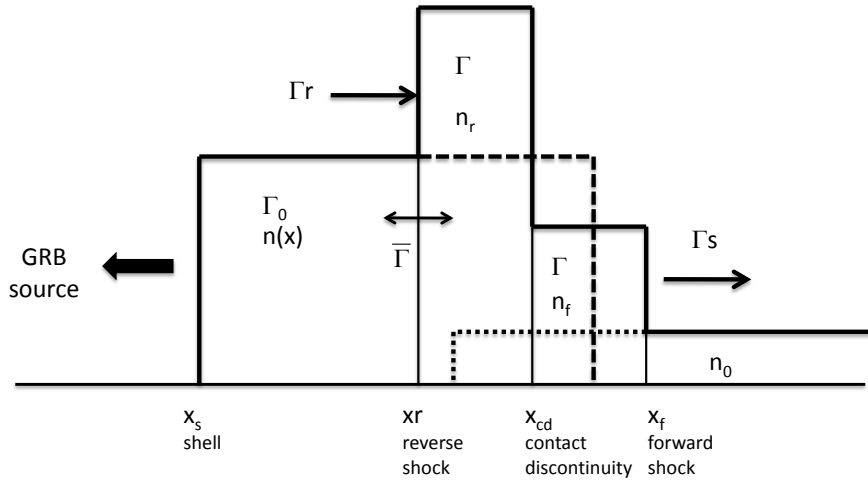 Γ
Γr
n_r
Γ_0
n(x)
Γ̅
GRB
source
Γ
n_f
Γs
n_0
x_s
shell
xr
reverse
shock
x_cd
contact
discontinuity
x_f
forward
shock